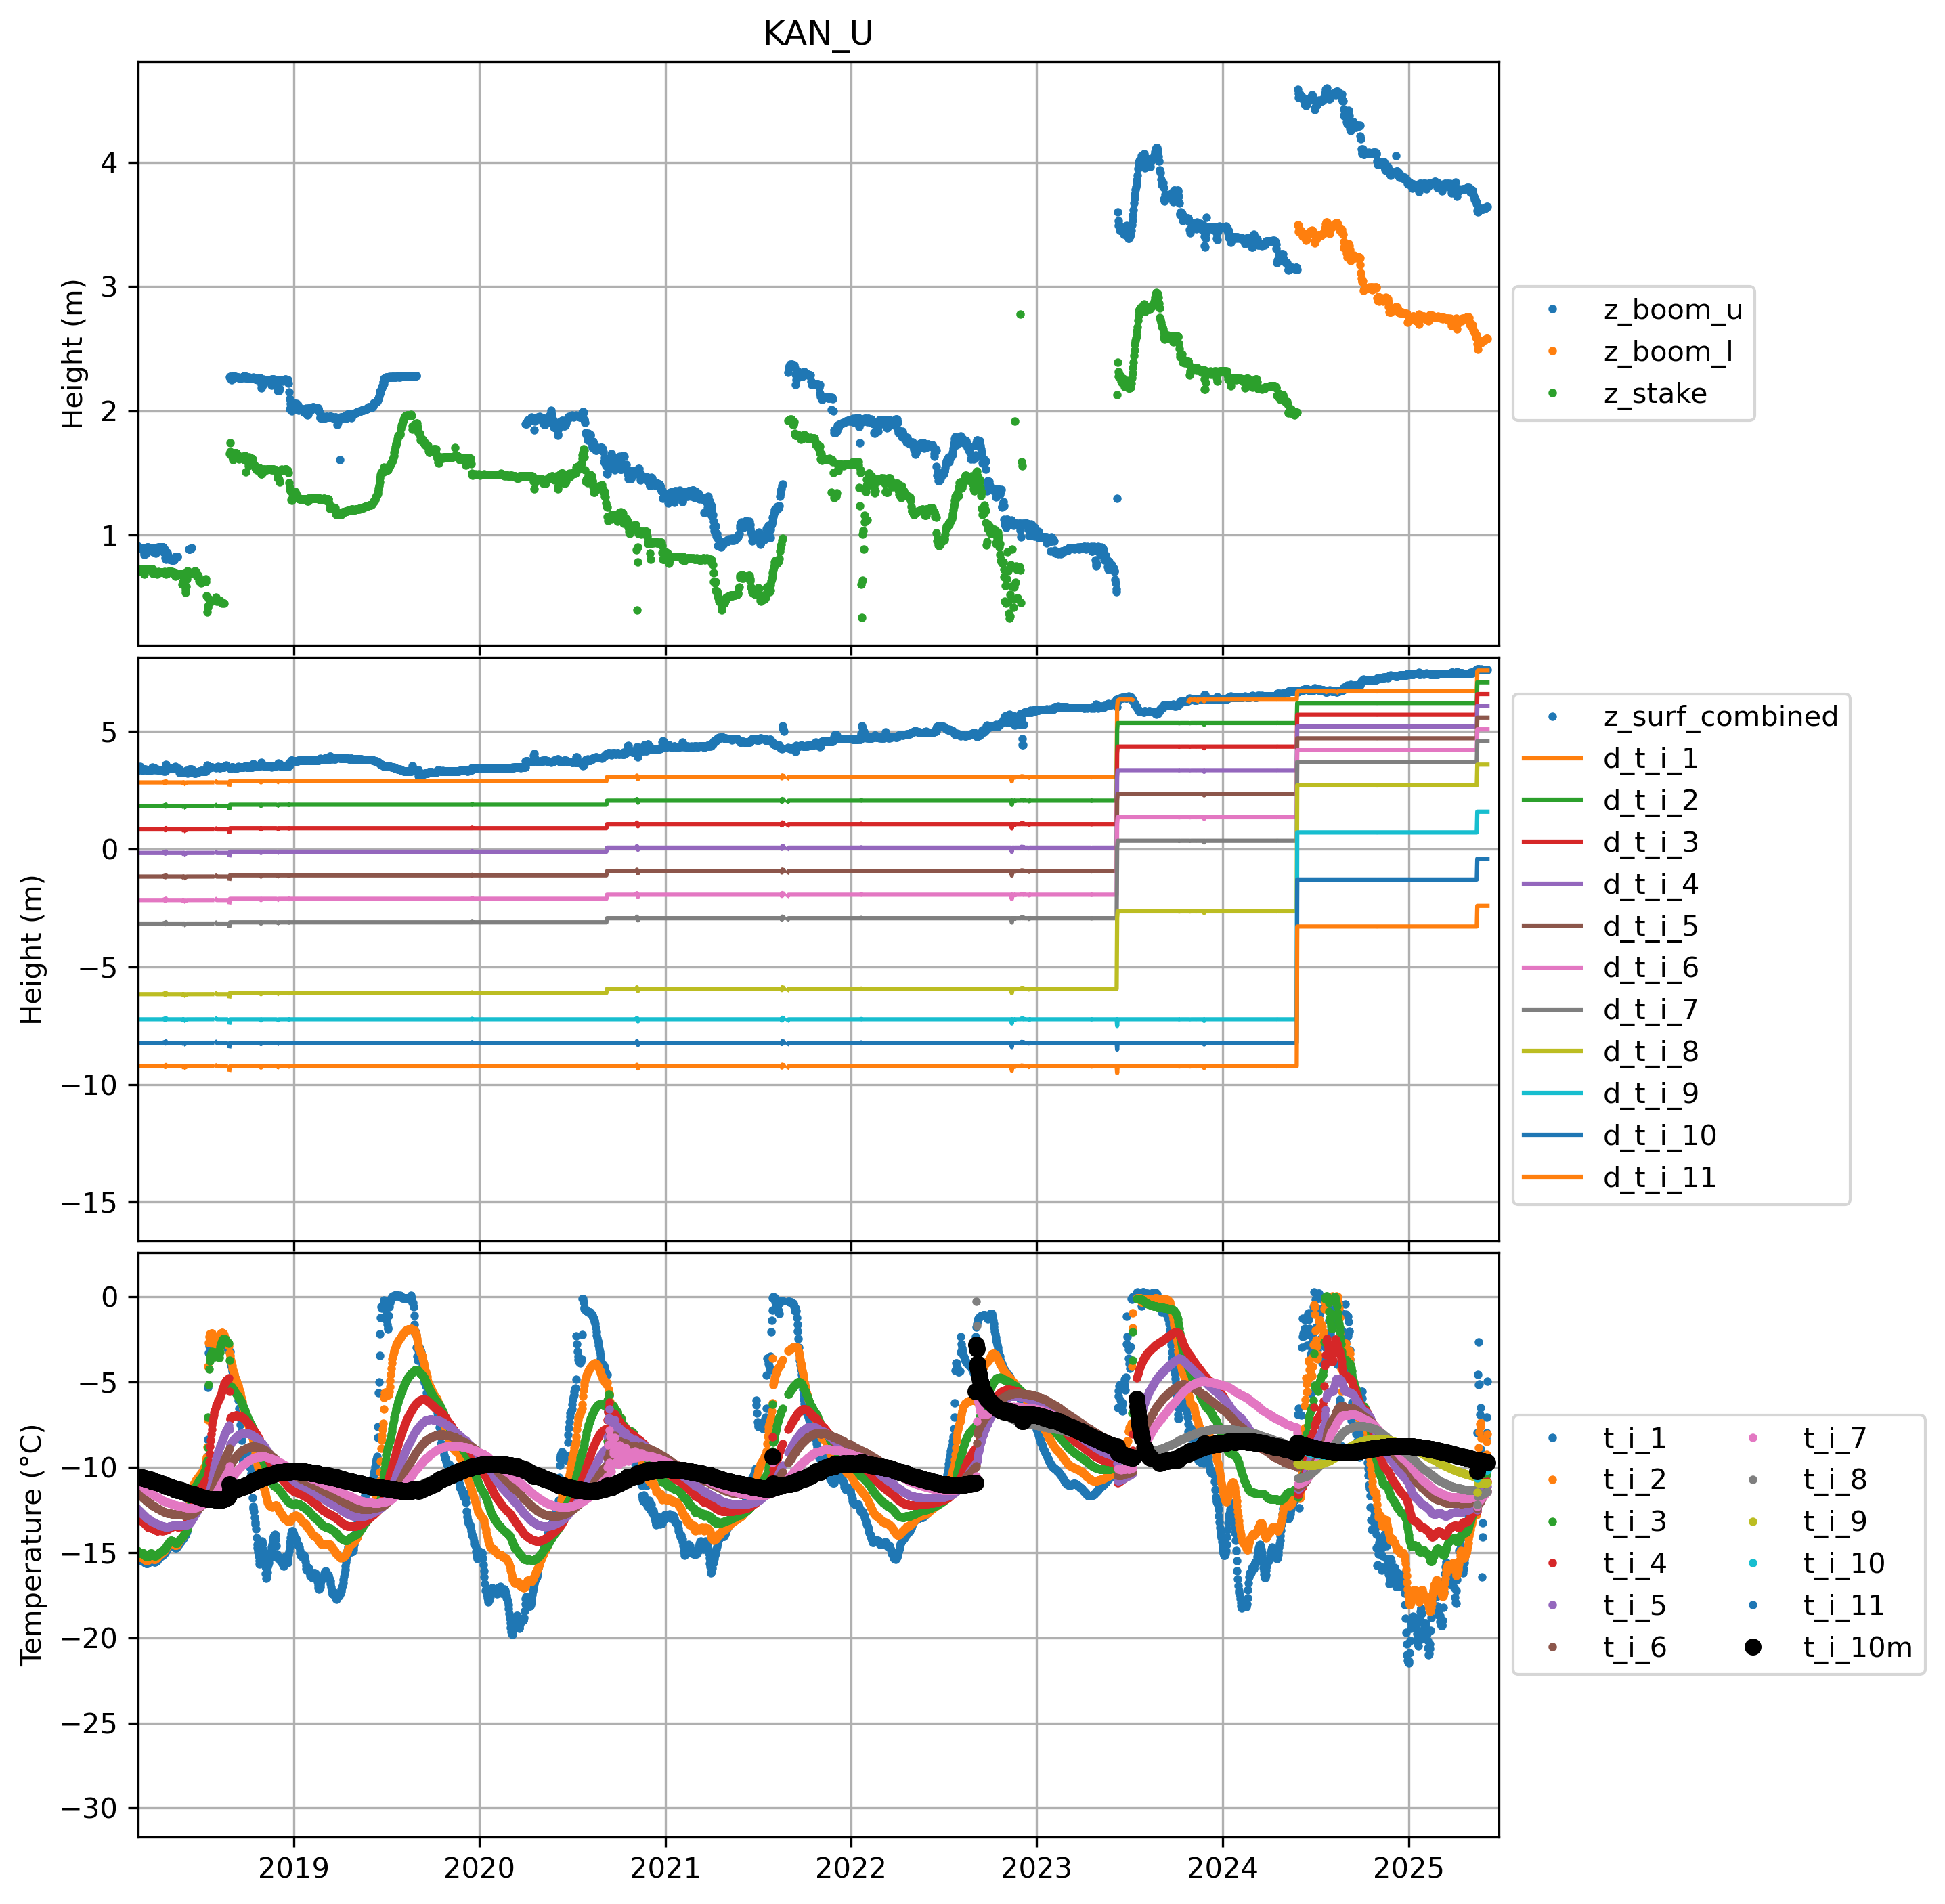 KAN_U
Height (m)
4
3
2
1
z_boom_u
z_boom_l
z_stake
Height (m)
5
0
−5
−10
−15
z_surf_combined
d_t_i_1
d_t_i_2
d_t_i_3
d_t_i_4
d_t_i_5
d_t_i_6
d_t_i_7
d_t_i_8
d_t_i_9
d_t_i_10
d_t_i_11
Temperature (°C)
0
−5
−10
−15
−20
−25
−30
2019 2020 2021 2022 2023 2024 2025
t_i_1
t_i_2
t_i_3
t_i_4
t_i_5
t_i_6
t_i_7
t_i_8
t_i_9
t_i_10
t_i_11
t_i_10m